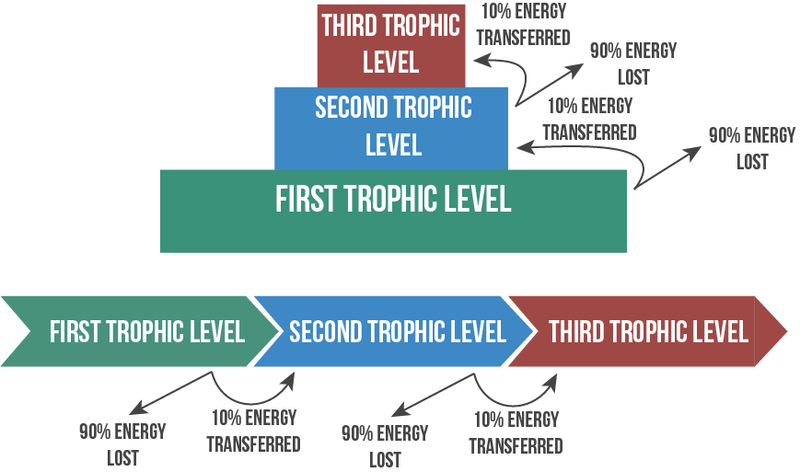 THIRD TROPHIC
LEVEL
10% ENERGY
TRANSFERRED
90% ENERGY
LOST
SECOND TROPHIC
LEVEL
10% ENERGY
TRANSFERRED
90% ENERGY
LOST
FIRST TROPHIC LEVEL
FIRST TROPHIC LEVEL
SECOND TROPHIC LEVEL
THIRD TROPHIC LEVEL
90% ENERGY
LOST
10% ENERGY
TRANSFERRED
90% ENERGY
LOST
10% ENERGY
TRANSFERRED